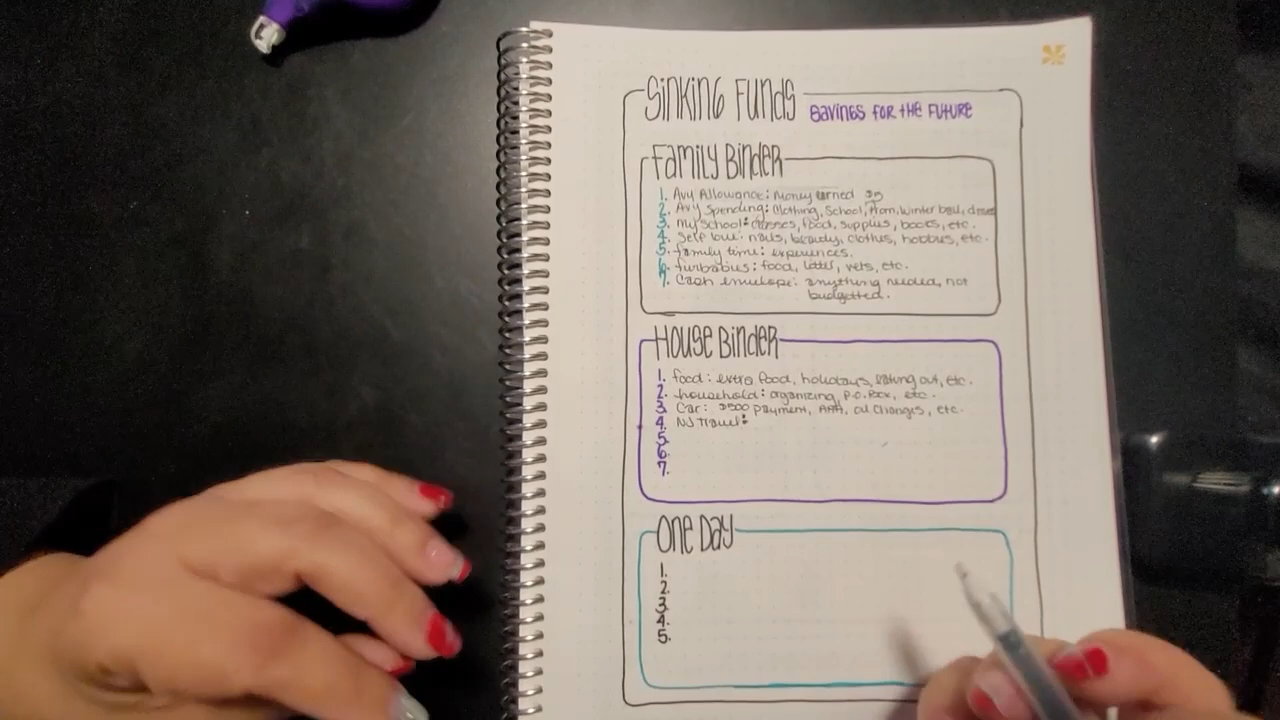 Sinking Funds Savings for the Future
Family Binder
1. Avy Allowance: money earned
2. Avy Spending: Clothing, School, Prom, winter ball, dress
3. My School: classes, food, supplies, books, etc.
4. Self love: nails, beauty, clothes, hobbies, etc.
5. family time: experiences.
6. furbabies: food, litter, vets, etc.
7. Cash envelope: anything needed, not
budgetted.
House Binder
1. food: extra food, holidays, eating out, etc.
2. household: organizing, P.O. Box, etc.
3. Car: $500 payment, AAA, oil changes, etc.
4. NJ Travel:
5.
6.
7.
One Day
1.
2.
3.
4.
5.